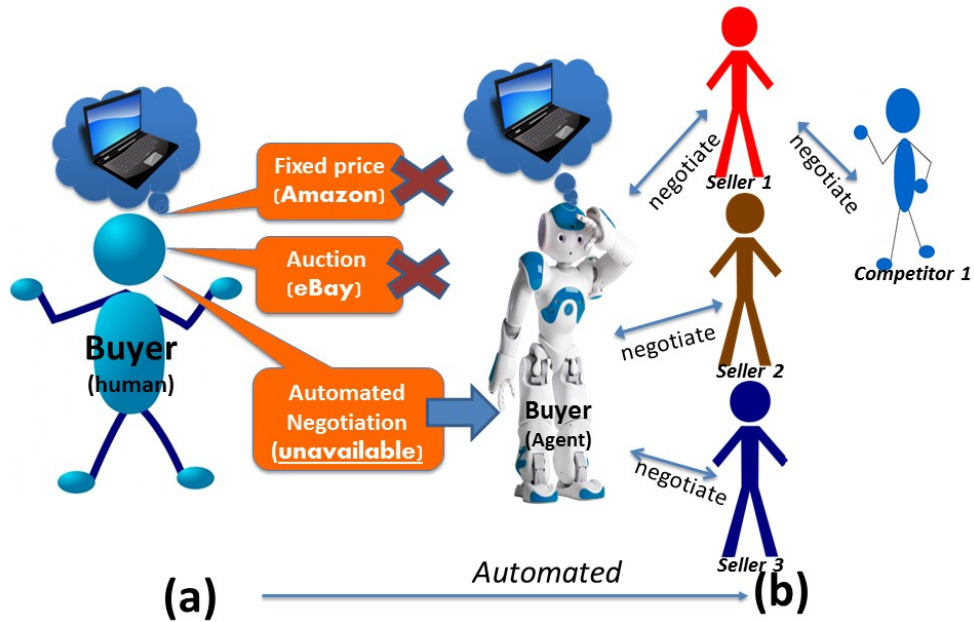 Fixed price
(Amazon)
Auction
(eBay)
Automated
Negotiation
(unavailable)
Buyer
(human)
Buyer
(Agent)
negotiate
negotiate
negotiate
negotiate
Seller 1
Seller 2
Seller 3
Competitor 1
Automated
(a)
(b)